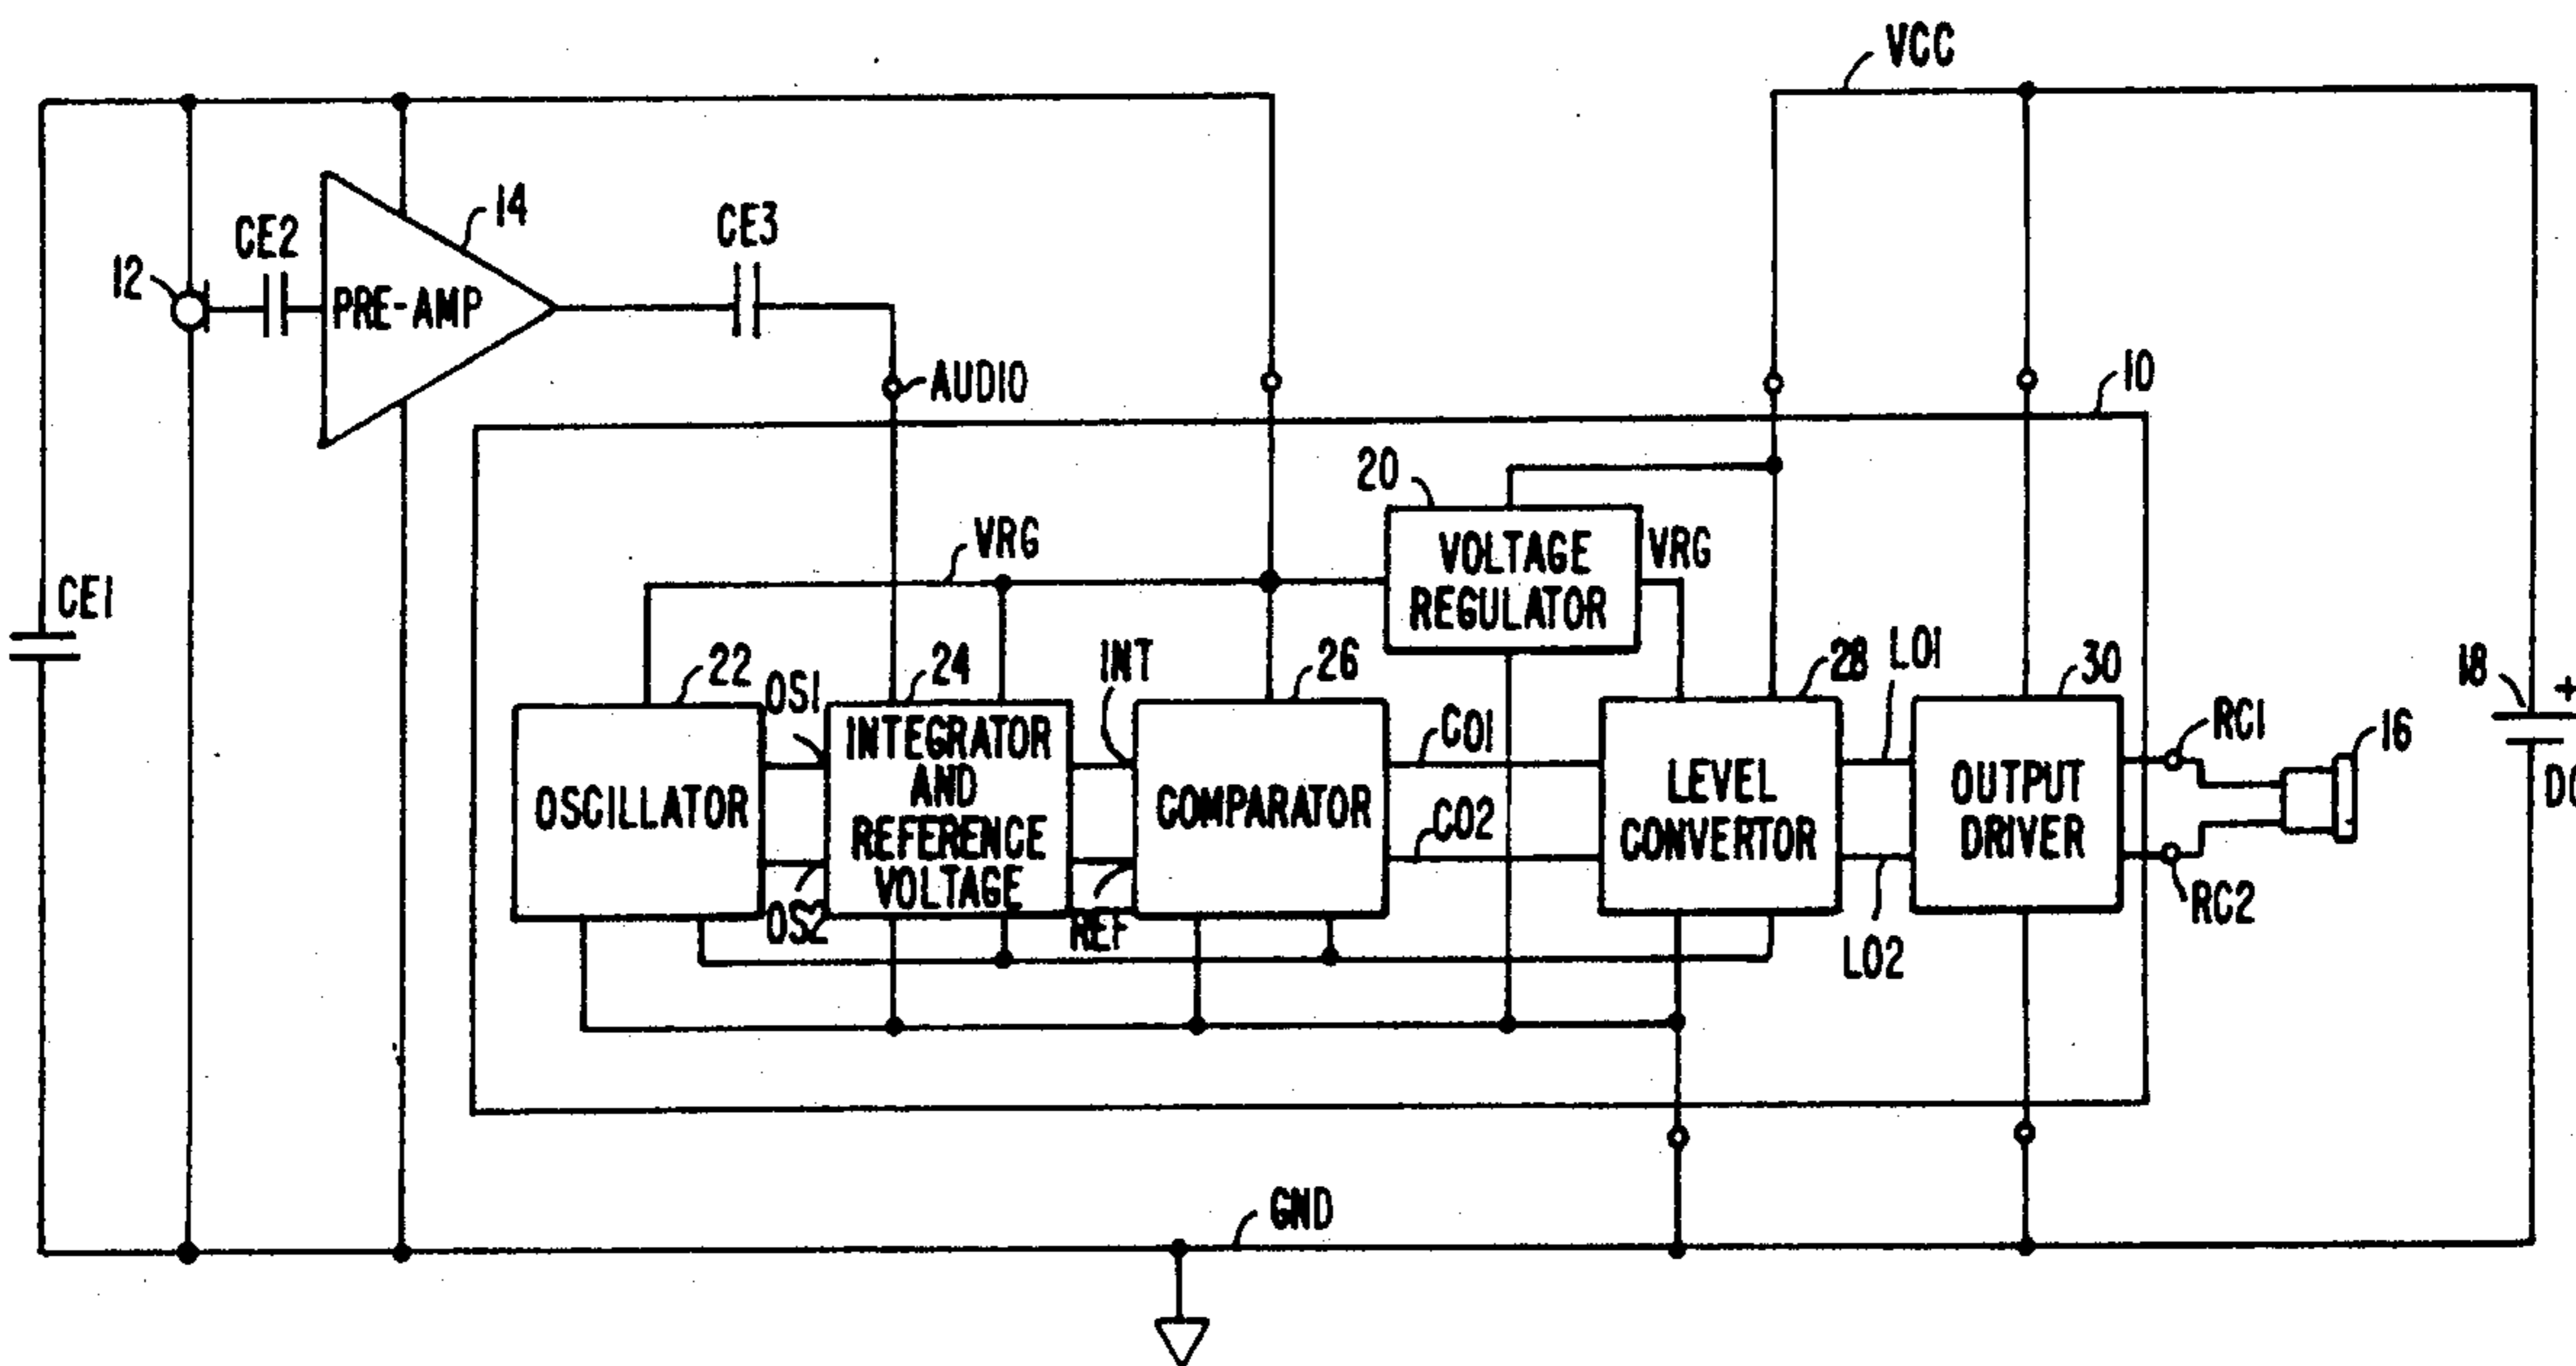 VCC
14
CE3
CE2
12
PRE-AMP
AUDIO
10
20
VRG
VOLTAGE
REGULATOR
VRG
CE1
22
OS1
24
INT
26
28
LO1
30
18
+
RC1
16
OSCILLATOR
INTEGRATOR
AND
REFERENCE
VOLTAGE
COMPARATOR
CO1
CO2
LEVEL
CONVERTOR
OUTPUT
DRIVER
OS2
REF
LO2
RC2
GND